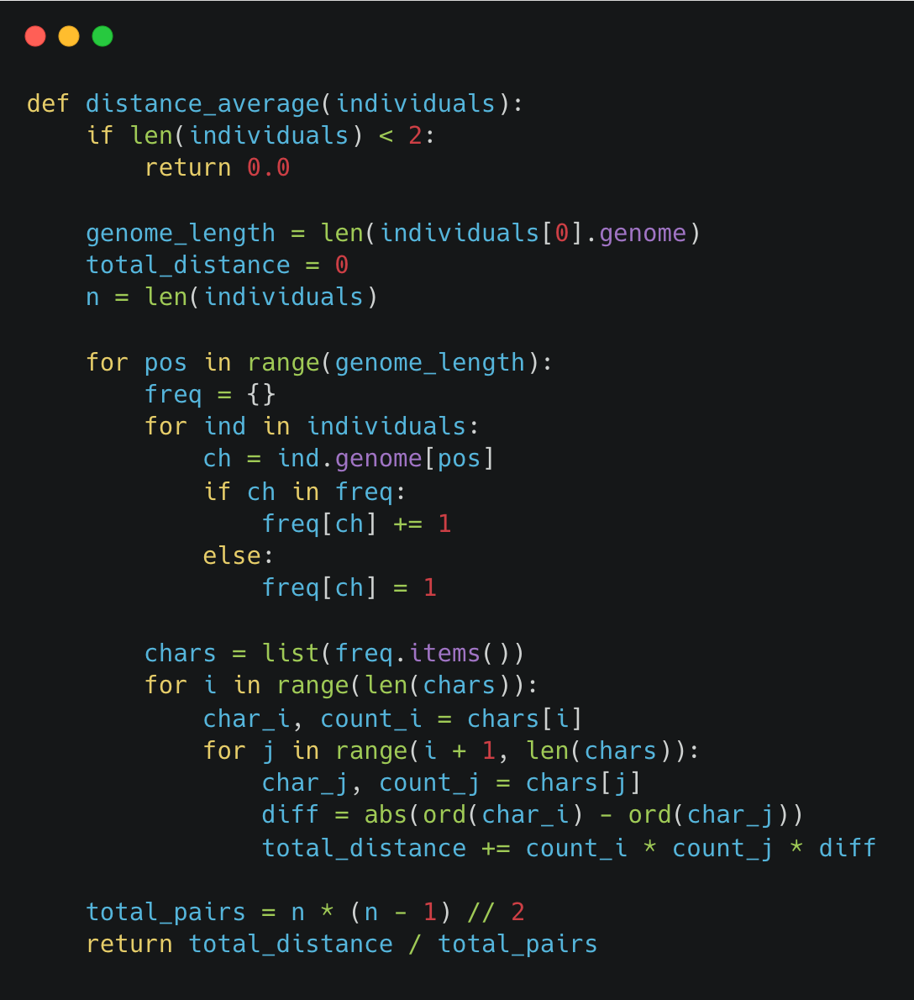 def distance_average(individuals):
    if len(individuals) < 2:
        return 0.0

    genome_length = len(individuals[0].genome)
    total_distance = 0
    n = len(individuals)

    for pos in range(genome_length):
        freq = {}
        for ind in individuals:
            ch = ind.genome[pos]
            if ch in freq:
                freq[ch] += 1
            else:
                freq[ch] = 1

        chars = list(freq.items())
        for i in range(len(chars)):
            char_i, count_i = chars[i]
            for j in range(i + 1, len(chars)):
                char_j, count_j = chars[j]
                diff = abs(ord(char_i) - ord(char_j))
                total_distance += count_i * count_j * diff

    total_pairs = n * (n - 1) // 2
    return total_distance / total_pairs